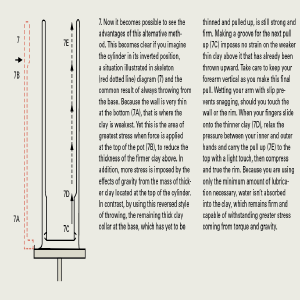 7
7B
7A
7E
7D
7C
7. Now it becomes possible to see the
advantages of this alternative meth-
od. This becomes clear if you imagine
the cylinder in its inverted position,
a situation illustrated in skeleton
(red dotted line) diagram (7) and the
common result of always throwing from
the base. Because the wall is very thin
at the bottom (7A), that is where the
clay is weakest. Yet this is the area of
greatest stress when force is applied
at the top of the pot (7B), to reduce the
thickness of the firmer clay above. In
addition, more stress is imposed by the
effects of gravity from the mass of thick-
er clay located at the top of the cylinder.
In contrast, by using this reversed style
of throwing, the remaining thick clay
collar at the base, which has yet to be
thinned and pulled up, is still strong and
firm. Making a groove for the next pull
up (7C) imposes no strain on the weaker
thin clay above it that has already been
thrown upward. Take care to keep your
forearm vertical as you make this final
pull. Wetting your arm with slip pre-
vents snagging, should you touch the
wall or the rim. When your fingers slide
onto the thinner clay (7D), relax the
pressure between your inner and outer
hands and carry the pull up (7E) to the
top with a light touch, then compress
and true the rim. Because you are using
only the minimum amount of lubrica-
tion necessary, water isn't absorbed
into the clay, which remains firm and
capable of withstanding greater stress
coming from torque and gravity.